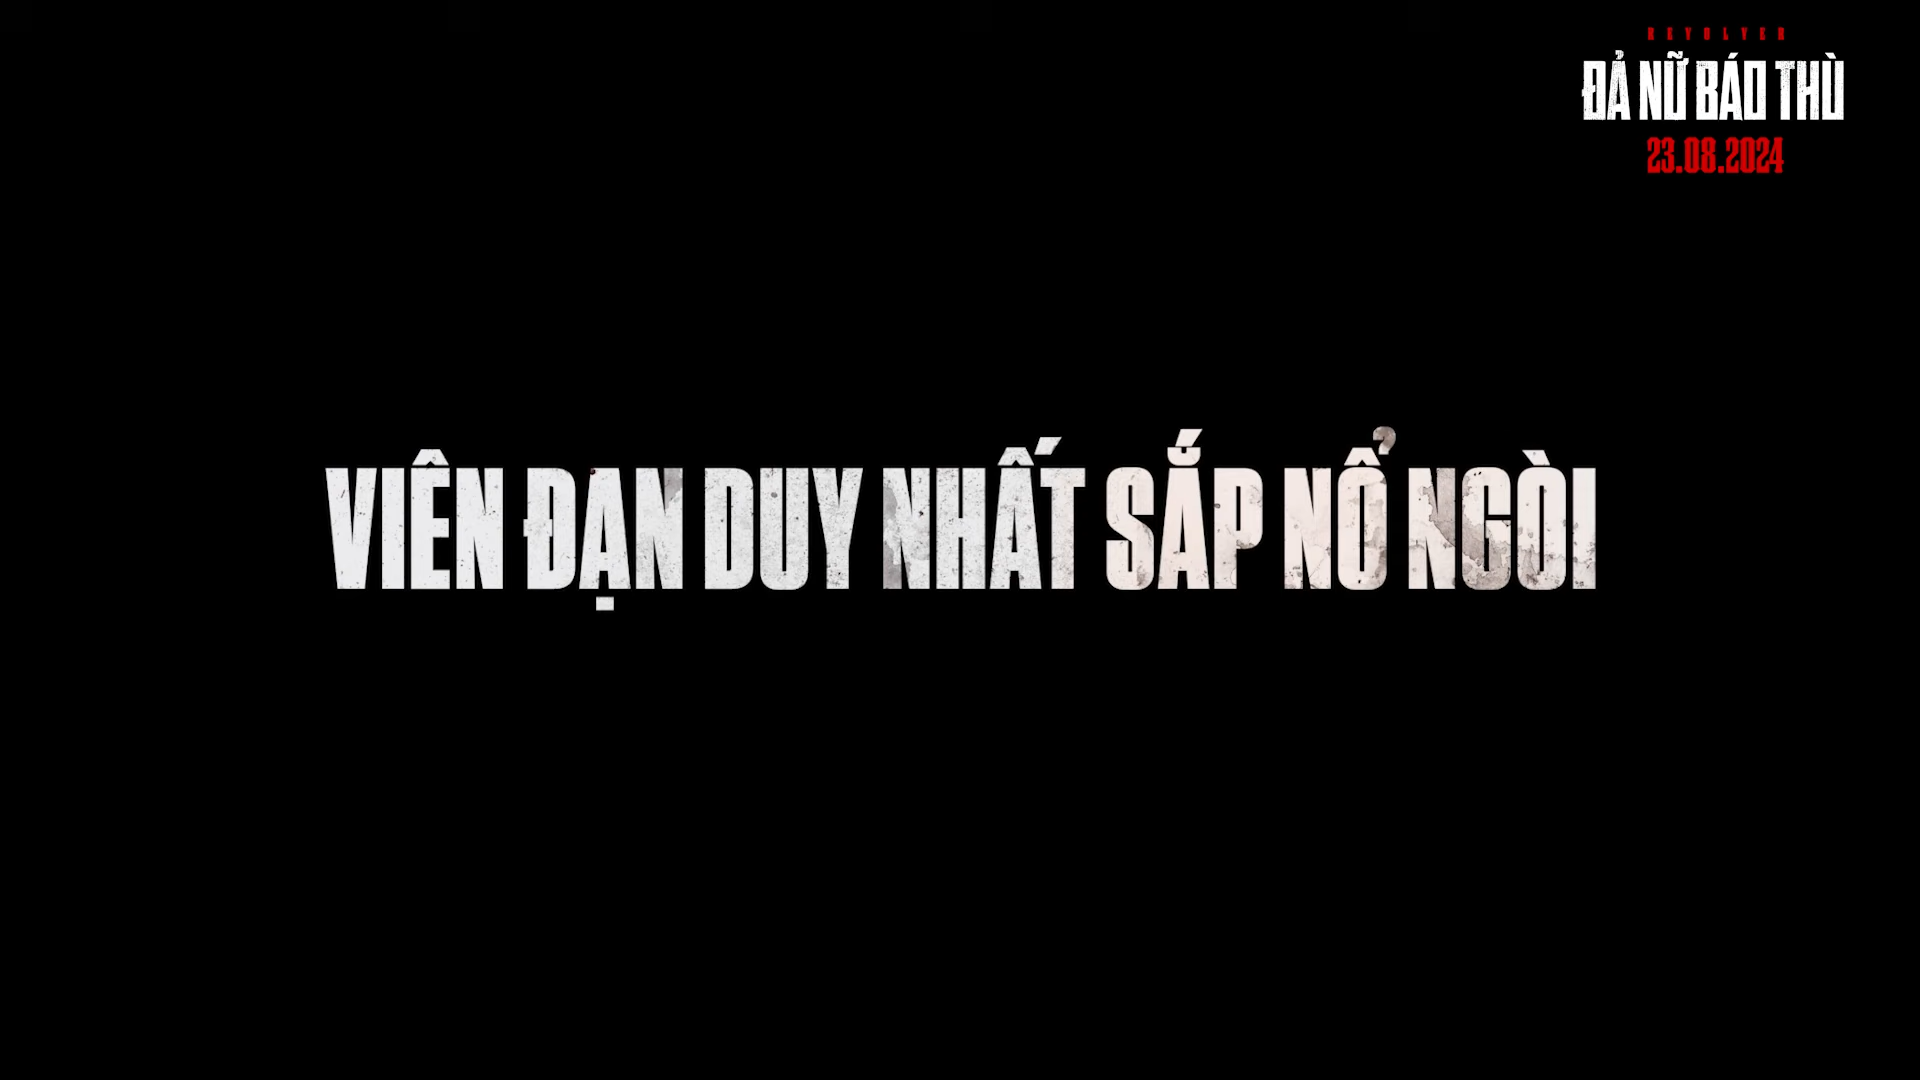 REVOLVER
ĐẢ NỮ BÁO THÙ
23.08.2024
VIÊN ĐẠN DUY NHẤT SẮP NỔ NGÒI